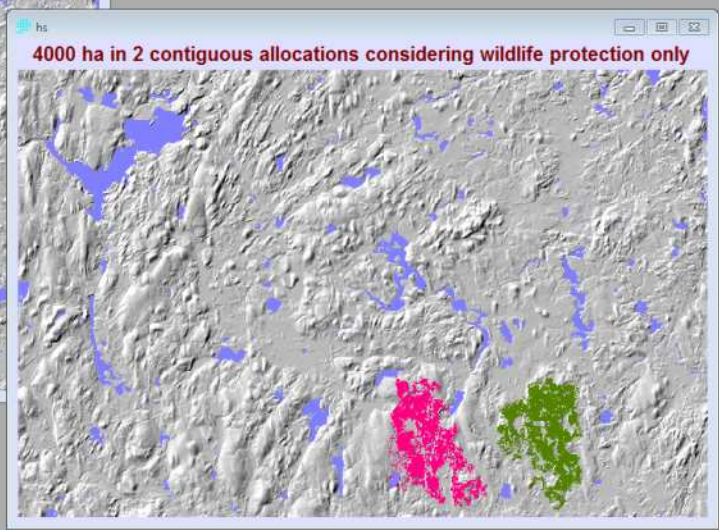 hs
4000 ha in 2 contiguous allocations considering wildlife protection only